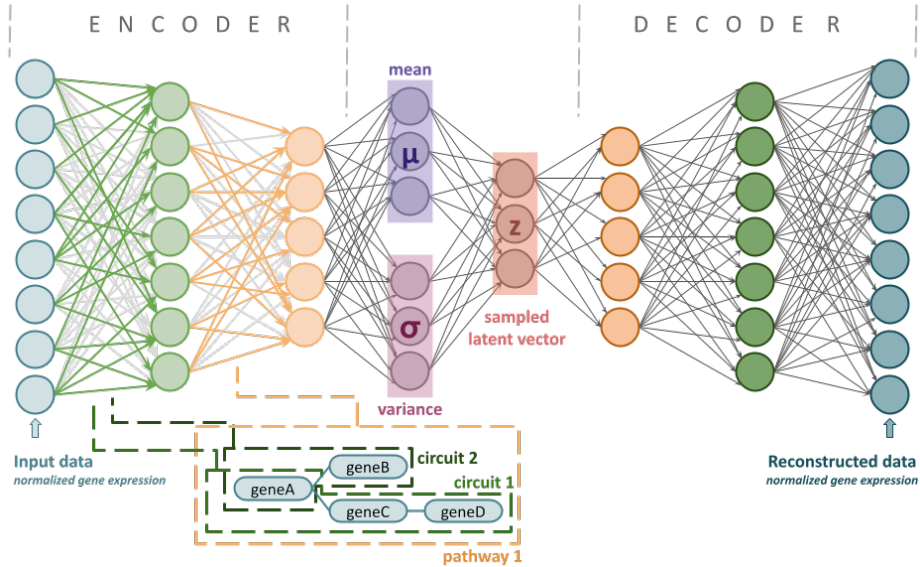 ENCODER
DECODER
mean
μ
z
σ
sampled
latent vector
variance
Input data
normalized gene expression
Reconstructed data
normalized gene expression
circuit 2
geneB
circuit 1
geneA
geneC
geneD
pathway 1